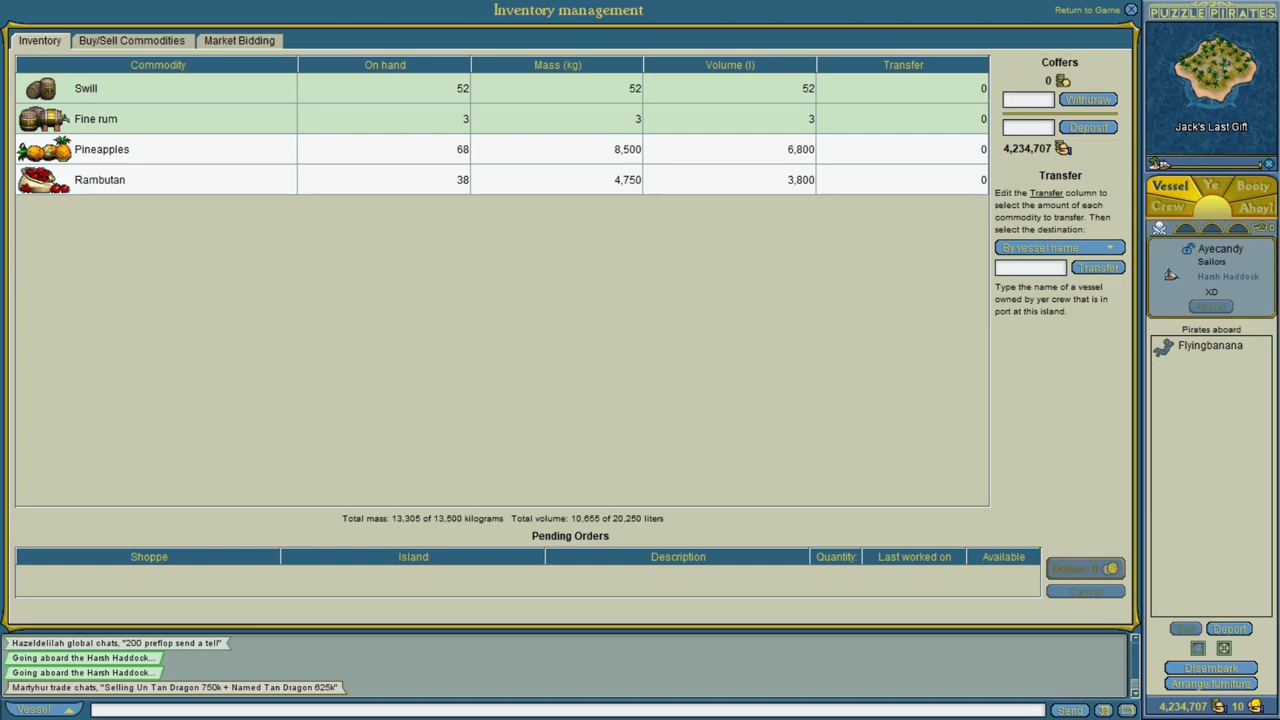 Inventory management
Return to Game
PUZZLE PIRATES
Inventory
Buy/Sell Commodities
Market Bidding
Commodity On hand Mass (kg) Volume (l) Transfer
Swill 52 52 52 0
Fine rum 3 3 3 0
Pineapples 68 8,500 6,800 0
Rambutan 38 4,750 3,800 0
Total mass: 13,305 of 13,500 kilograms Total volume: 10,655 of 20,250 liters
Pending Orders
Shoppe Island Description Quantity: Last worked on Available
Deliver: 0
Cancel
Coffers
0
Withdraw
Deposit
4,234,707
Transfer
Edit the Transfer column to
select the amount of each
commodity to transfer. Then
select the destination:
By vessel name
Transfer
Type the name of a vessel
owned by yer crew that is in
port at this island.
Jack's Last Gift
Vessel Ye Booty
Crew Ahoy!
0
Ayecandy
Sailors
Harsh Haddock
XD
Attack!
Pirates aboard
Flyingbanana
Deport
Disembark
Arrange furniture
4,234,707 10
Hazeldelilah global chats, "200 preflop send a tell"
Going aboard the Harsh Haddock...
Going aboard the Harsh Haddock...
Martyhur trade chats, "Selling Un Tan Dragon 750k + Named Tan Dragon 625k"
Vessel
Send